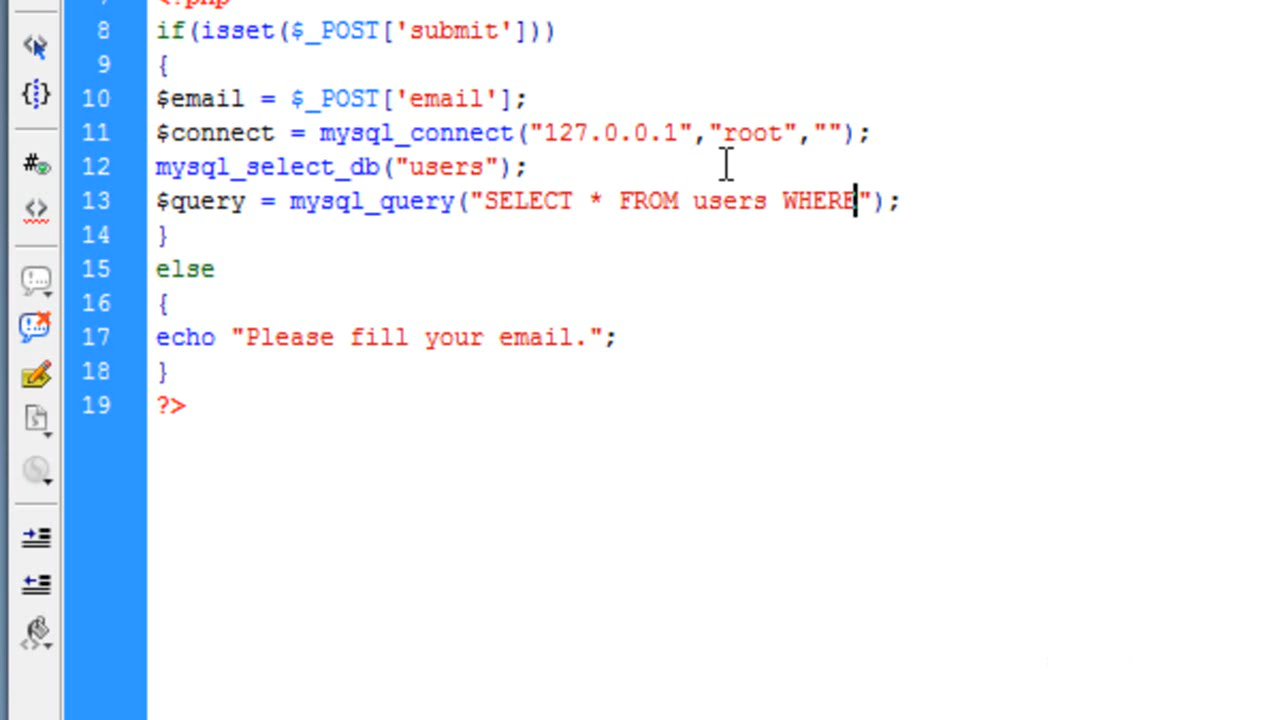 7 <?php
8 if(isset($_POST['submit']))
9 {
10 $email = $_POST['email'];
11 $connect = mysql_connect("127.0.0.1","root","");
12 mysql_select_db("users");
13 $query = mysql_query("SELECT * FROM users WHERE");
14 }
15 else
16 {
17 echo "Please fill your email.";
18 }
19 ?>